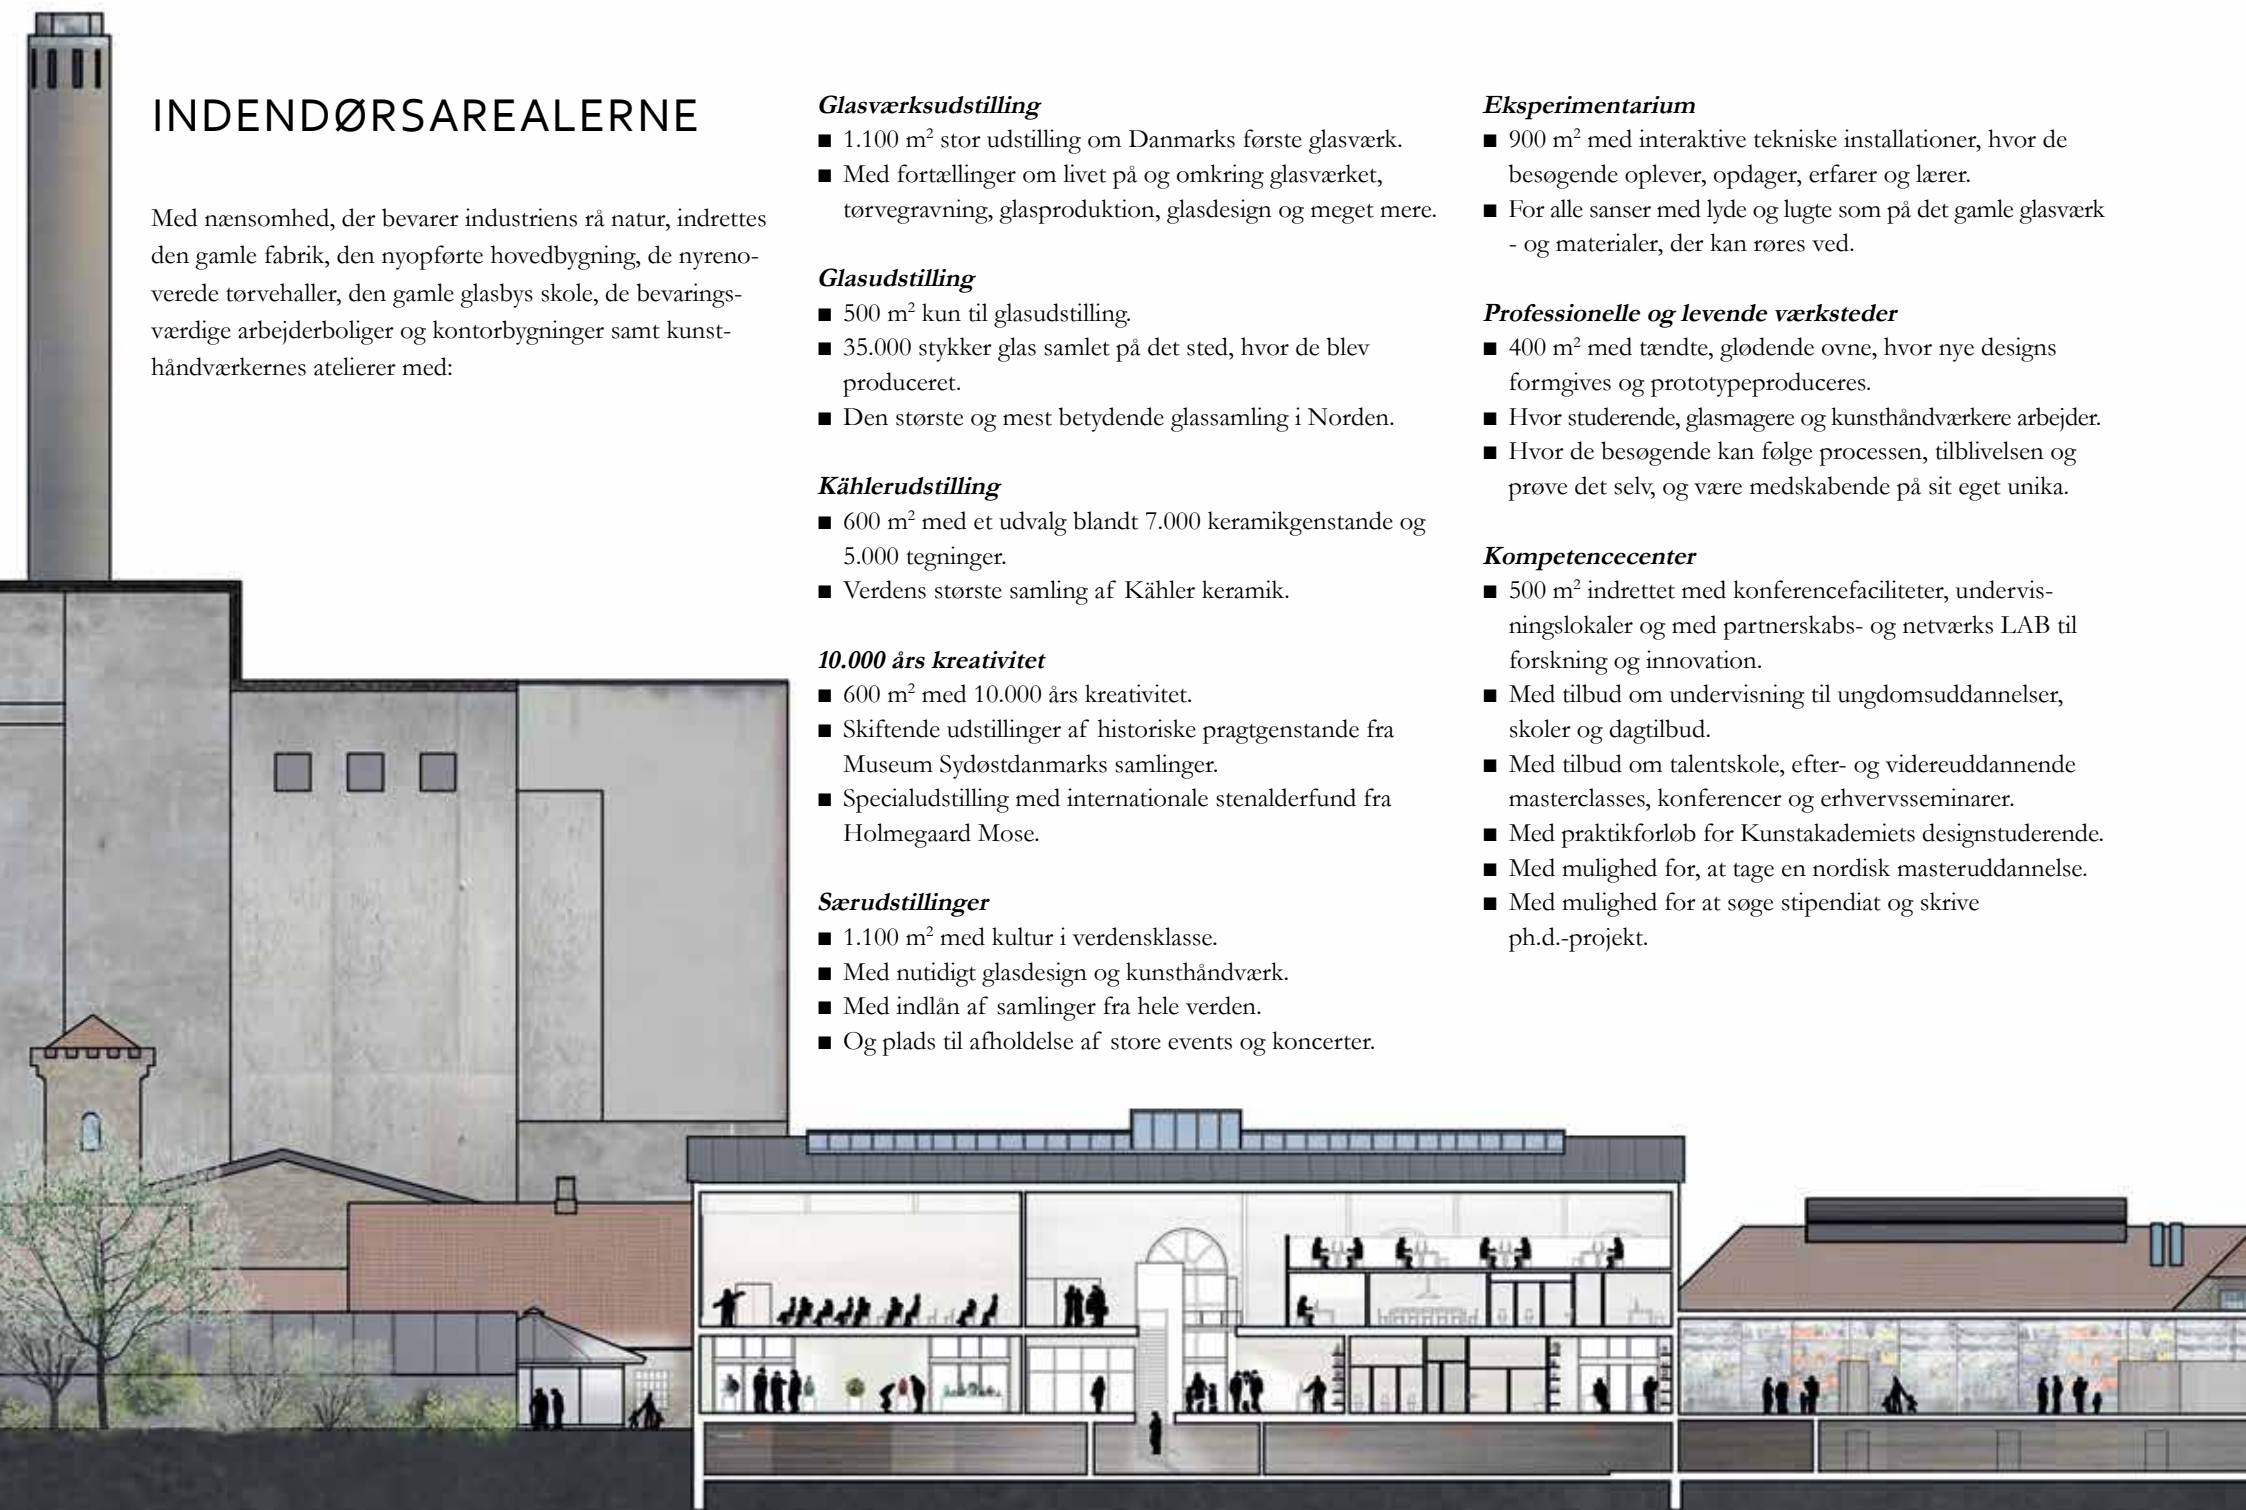 INDENDØRSAREALERNE
Med nænsomhed, der bevarer industriens rå natur, indrettes
den gamle fabrik, den nyopførte hovedbygning, de nyreno-
verede tørvehaller, den gamle glasbys skole, de bevarings-
værdige arbejderboliger og kontorbygninger samt kunst-
håndværkernes atelierer med:
Glasværksudstilling
■ 1.100 m² stor udstilling om Danmarks første glasværk.
■ Med fortællinger om livet på og omkring glasværket,
tørvegravning, glasproduktion, glasdesign og meget mere.
Glasudstilling
■ 500 m² kun til glasudstilling.
■ 35.000 stykker glas samlet på det sted, hvor de blev
produceret.
■ Den største og mest betydende glassamling i Norden.
Kählerudstilling
■ 600 m² med et udvalg blandt 7.000 keramikgenstande og
5.000 tegninger.
■ Verdens største samling af Kähler keramik.
10.000 års kreativitet
■ 600 m² med 10.000 års kreativitet.
■ Skiftende udstillinger af historiske pragtgenstande fra
Museum Sydøstdanmarks samlinger.
■ Specialudstilling med internationale stenalderfund fra
Holmegaard Mose.
Særudstillinger
■ 1.100 m² med kultur i verdensklasse.
■ Med nutidigt glasdesign og kunsthåndværk.
■ Med indlån af samlinger fra hele verden.
■ Og plads til afholdelse af store events og koncerter.
Eksperimentarium
■ 900 m² med interaktive tekniske installationer, hvor de
besøgende oplever, opdager, erfarer og lærer.
■ For alle sanser med lyde og lugte som på det gamle glasværk
- og materialer, der kan røres ved.
Professionelle og levende værksteder
■ 400 m² med tændte, glødende ovne, hvor nye designs
formgives og prototypeproduceres.
■ Hvor studerende, glasmagere og kunsthåndværkere arbejder.
■ Hvor de besøgende kan følge processen, tilblivelsen og
prøve det selv, og være medskabende på sit eget unika.
Kompetencecenter
■ 500 m² indrettet med konferencefaciliteter, undervis-
ningslokaler og med partnerskabs- og netværks LAB til
forskning og innovation.
■ Med tilbud om undervisning til ungdomsuddannelser,
skoler og dagtilbud.
■ Med tilbud om talentskole, efter- og videreuddannende
masterclasses, konferencer og erhvervsseminarer.
■ Med praktikforløb for Kunstakademiets designstuderende.
■ Med mulighed for, at tage en nordisk masteruddannelse.
■ Med mulighed for at søge stipendiat og skrive
ph.d.-projekt.